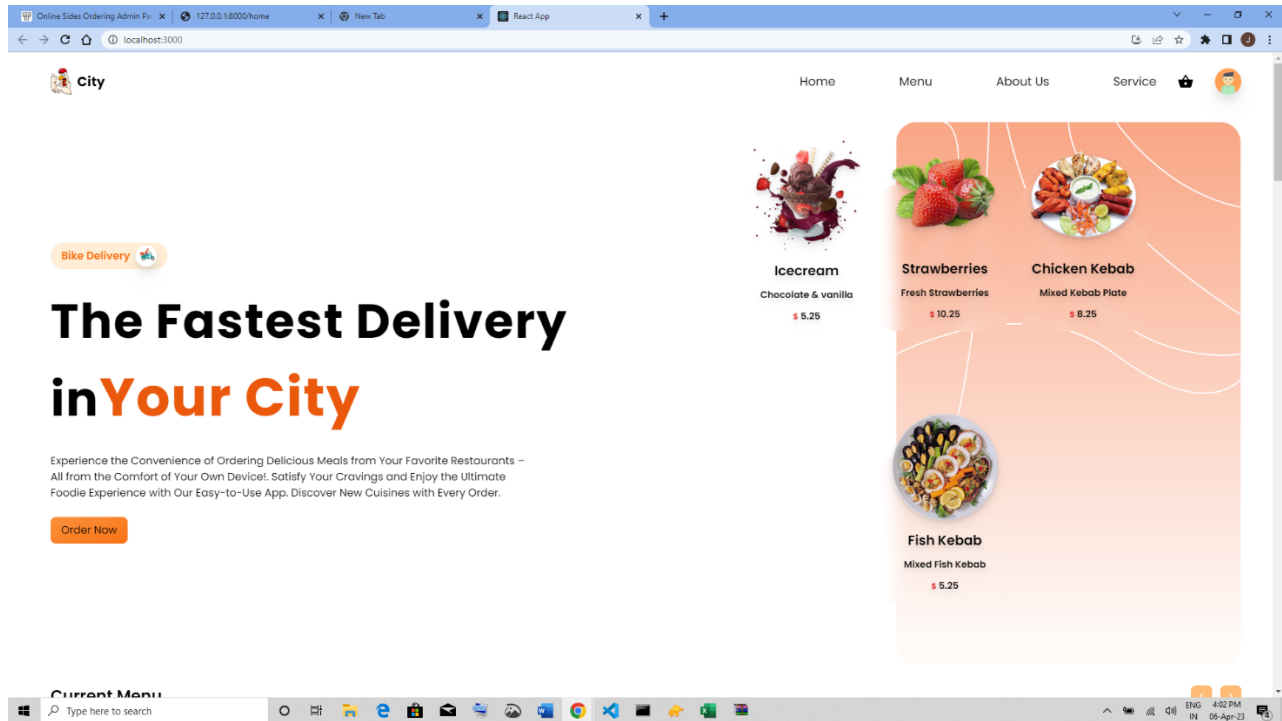 Online Sides Ordering Admin Par
127.0.0.1:8000/home
New Tab
React App
localhost:3000
J
City
Home
Menu
About Us
Service
Bike Delivery
The Fastest Delivery
inYour City
Experience the Convenience of Ordering Delicious Meals from Your Favorite Restaurants –
All from the Comfort of Your Own Device!. Satisfy Your Cravings and Enjoy the Ultimate
Foodie Experience with Our Easy-to-Use App. Discover New Cuisines with Every Order.
Order Now
Icecream
Chocolate & vanilla
$ 5.25
Strawberries
Fresh Strawberries
$ 10.25
Chicken Kebab
Mixed Kebab Plate
$ 8.25
Fish Kebab
Mixed Fish Kebab
$ 5.25
Current Menu
Type here to search
ENG
IN
4:02 PM
06-Apr-23